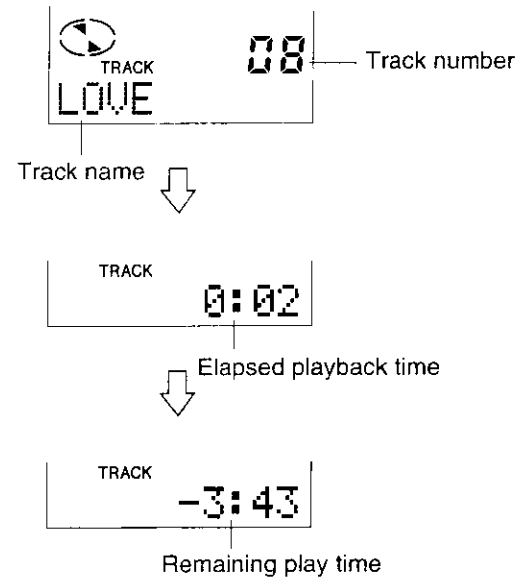 08 Track number
TRACK
LOVE
Track name
TRACK
0:02
Elapsed playback time
TRACK
-3:43
Remaining play time